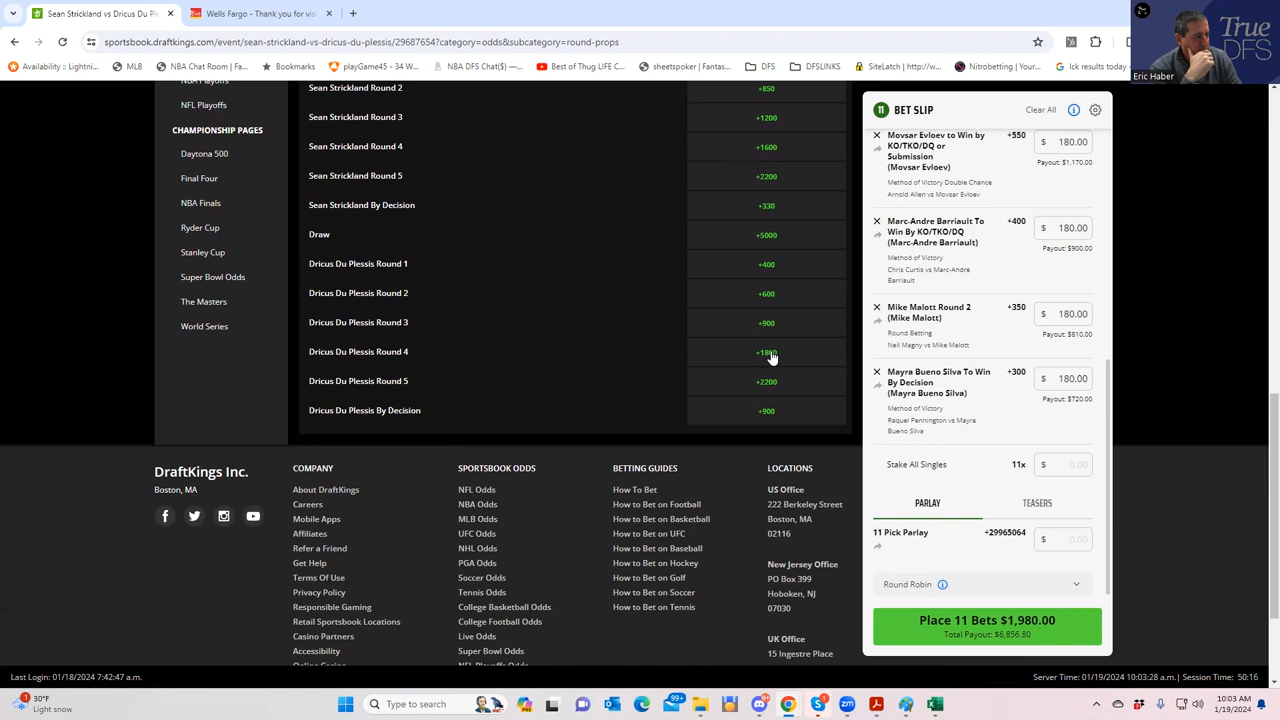 Sean Strickland vs Dricus Du Ples
Wells Fargo - Thank you for vis
sportsbook.draftkings.com/event/sean-strickland-vs-dricus-du-plessis/29687654?category=odds&subcategory=round-props
Availability :: Lightni...
MLB
NBA Chat Room / Fa...
Bookmarks
playGame45 - 34 W...
NBA DFS Chat($) —...
Best of Thug LIFE C...
sheetspoker | Fanta...
DFS
DFSLINKS
SiteLatch | http://w...
Nitrobetting | Your...
Ick results today
True
DFS
Eric Haber
NBA Playoffs
NFL Playoffs
CHAMPIONSHIP PAGES
Daytona 500
Final Four
NBA Finals
Ryder Cup
Stanley Cup
Super Bowl Odds
The Masters
World Series
Sean Strickland Round 2 +850
Sean Strickland Round 3 +1200
Sean Strickland Round 4 +1600
Sean Strickland Round 5 +2200
Sean Strickland By Decision +330
Draw +5000
Dricus Du Plessis Round 1 +400
Dricus Du Plessis Round 2 +600
Dricus Du Plessis Round 3 +900
Dricus Du Plessis Round 4
Dricus Du Plessis Round 5 +2200
Dricus Du Plessis By Decision +900
11 BET SLIP Clear All
Movsar Evloev to Win by +550 $ 180.00
KO/TKO/DQ or
Submission Payout: $1,170.00
(Movsar Evloev)
Method of Victory Double Chance
Arnold Allen vs Movsar Evloev
Marc-Andre Barriault To +400 $ 180.00
Win By KO/TKO/DQ
(Marc-Andre Barriault) Payout: $900.00
Method of Victory
Chris Curtis vs Marc-Andre
Barriault
Mike Malott Round 2 +350 $ 180.00
(Mike Malott)
Round Betting Payout: $810.00
Neil Magny vs Mike Malott
Mayra Bueno Silva To Win +300 $ 180.00
By Decision
(Mayra Bueno Silva) Payout: $720.00
Method of Victory
Raquel Pennington vs Mayra
Bueno Silva
Stake All Singles 11x $ 0.00
PARLAY TEASERS
11 Pick Parlay +29965064 $ 0.00
Round Robin
Place 11 Bets $1,980.00
Total Payout: $6,856.80
DraftKings Inc.
Boston, MA
COMPANY
About DraftKings
Careers
Mobile Apps
Affiliates
Refer a Friend
Get Help
Terms Of Use
Privacy Policy
Responsible Gaming
Retail Sportsbook Locations
Casino Partners
Accessibility
SPORTSBOOK ODDS
NFL Odds
NBA Odds
MLB Odds
UFC Odds
NHL Odds
PGA Odds
Soccer Odds
Tennis Odds
College Basketball Odds
College Football Odds
Live Odds
Super Bowl Odds
NFL Playoffs Odds
BETTING GUIDES
How To Bet
How to Bet on Football
How to Bet on Basketball
How to Bet on UFC
How to Bet on Baseball
How to Bet on Hockey
How to Bet on Golf
How to Bet on Soccer
How to Bet on Tennis
LOCATIONS
US Office
222 Berkeley Street
Boston, MA
02116
New Jersey Office
PO Box 399
Hoboken, NJ
07030
UK Office
15 Ingestre Place
Last Login: 01/18/2024 7:42:47 a.m.
Server Time: 01/19/2024 10:03:28 a.m.| Session Time: 50:16
30°F
Light snow
Type to search
99+
10:03 AM
1/19/2024